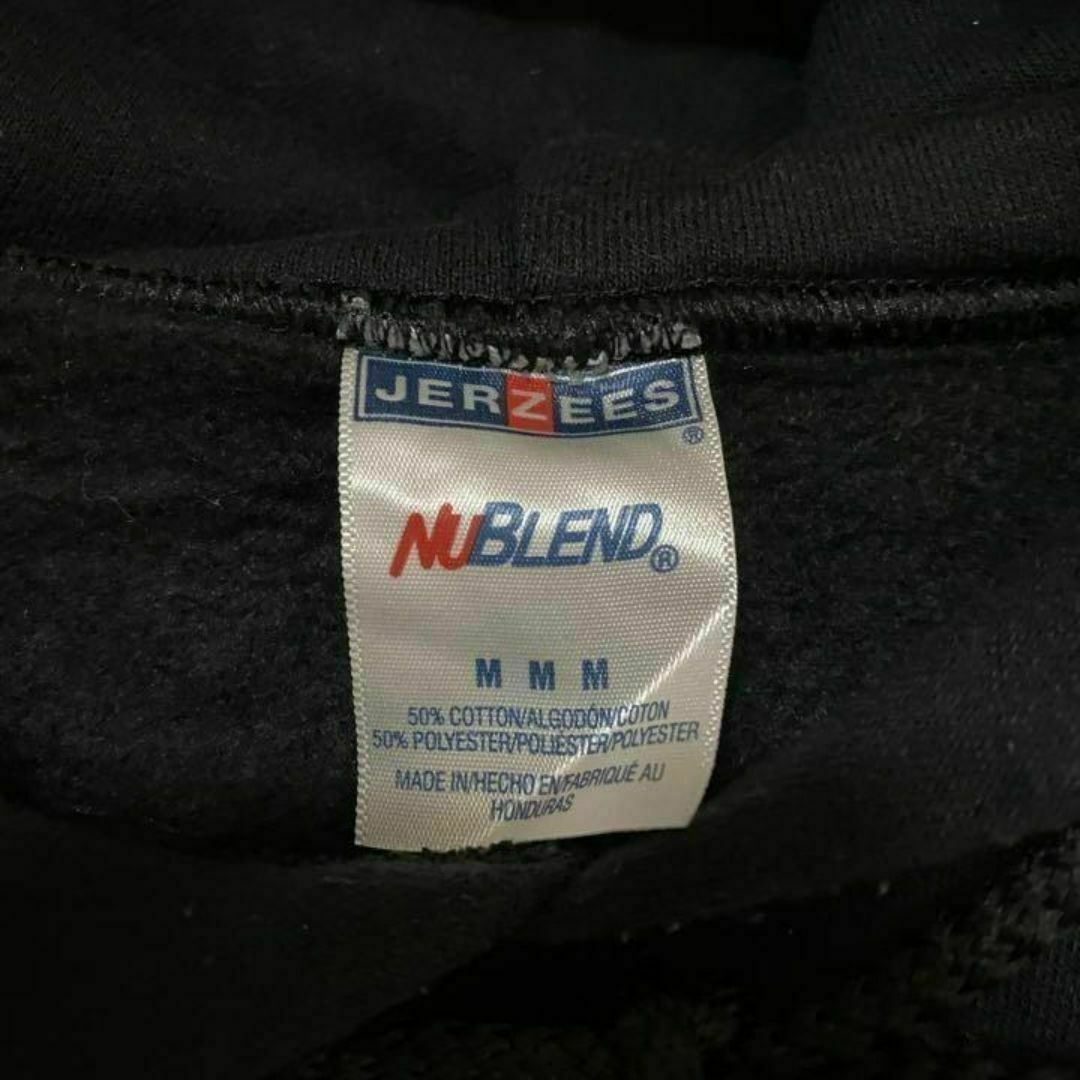 JERZEES®
NUBLEND®
M M M
50% COTTON/ALGODÓN/COTON
50% POLYESTER/POLIÉSTER/POLYESTER
MADE IN/HECHO EN/FABRIQUÉ AU
HONDURAS